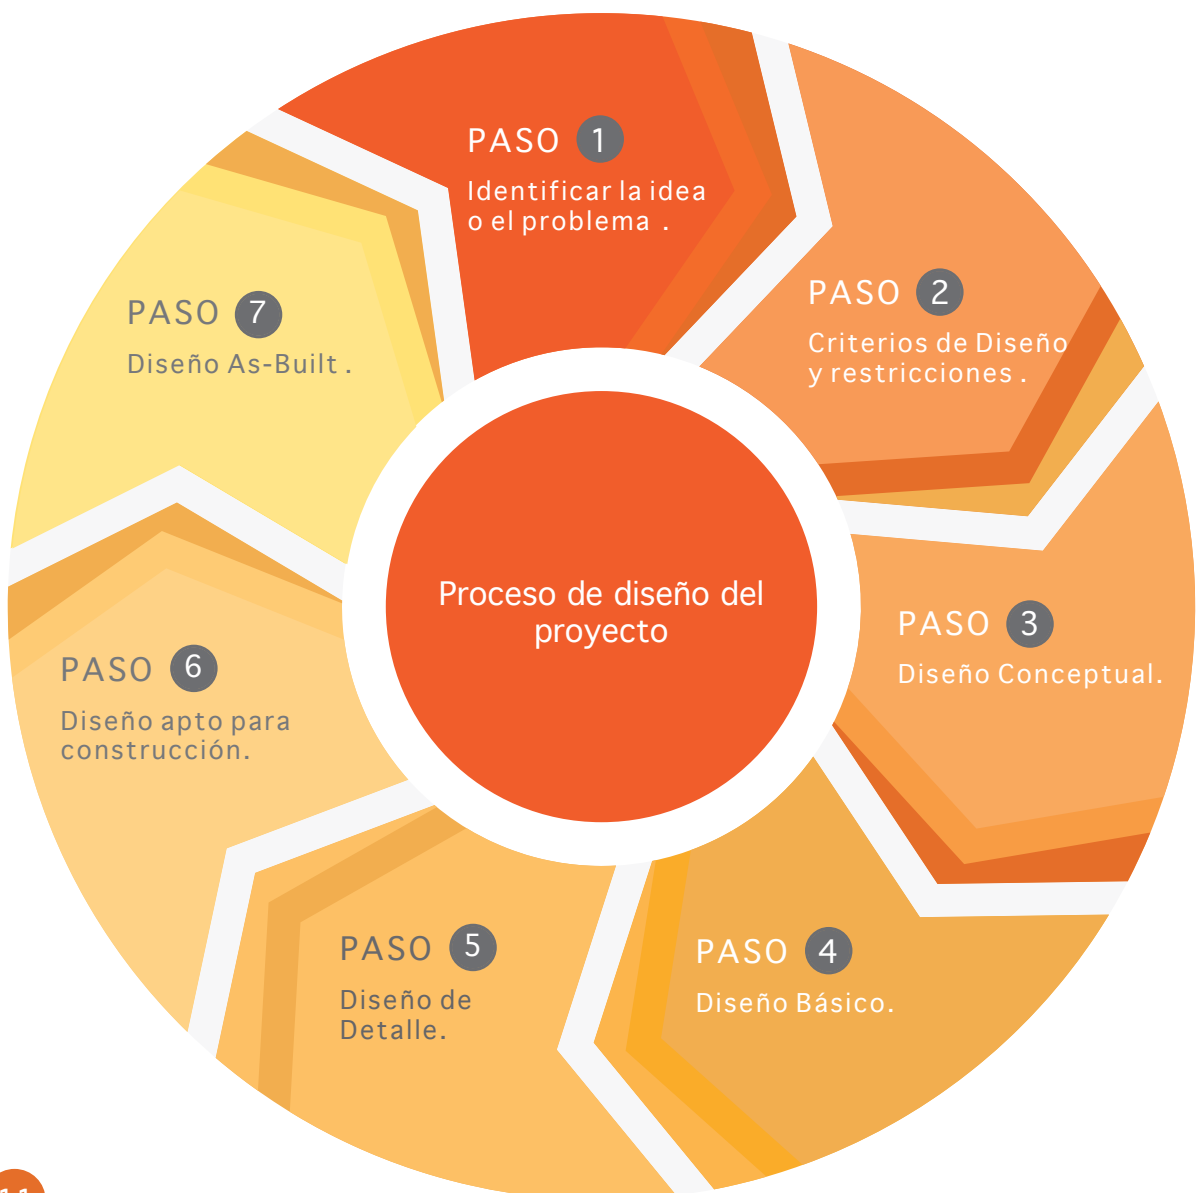 PASO 1
Identificar la idea
o el problema .
PASO 2
Criterios de Diseño
y restricciones .
PASO 3
Diseño Conceptual.
PASO 4
Diseño Básico.
PASO 5
Diseño de
Detalle.
PASO 6
Diseño apto para
construcción.
PASO 7
Diseño As-Built .
Proceso de diseño del
proyecto